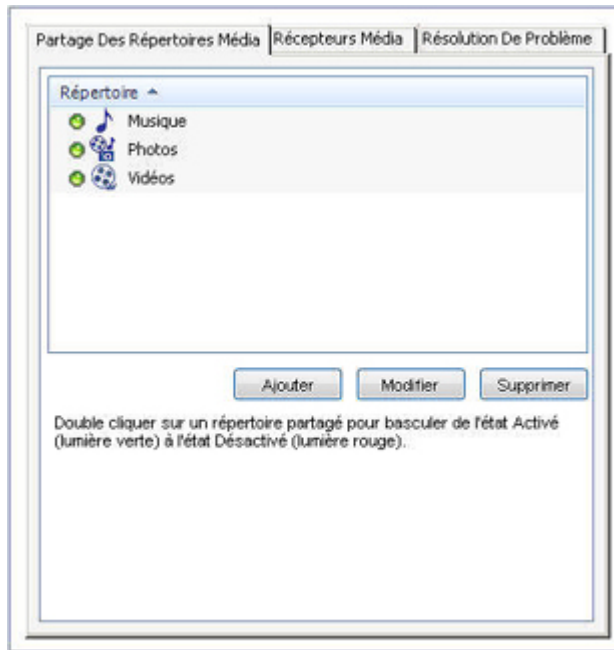 Partage Des Répertoires Média Récepteurs Média Résolution De Problème
Répertoire
Musique
Photos
Vidéos
Ajouter Modifier Supprimer
Double cliquer sur un répertoire partagé pour basculer de l'état Activé
(lumière verte) à l'état Désactivé (lumière rouge).